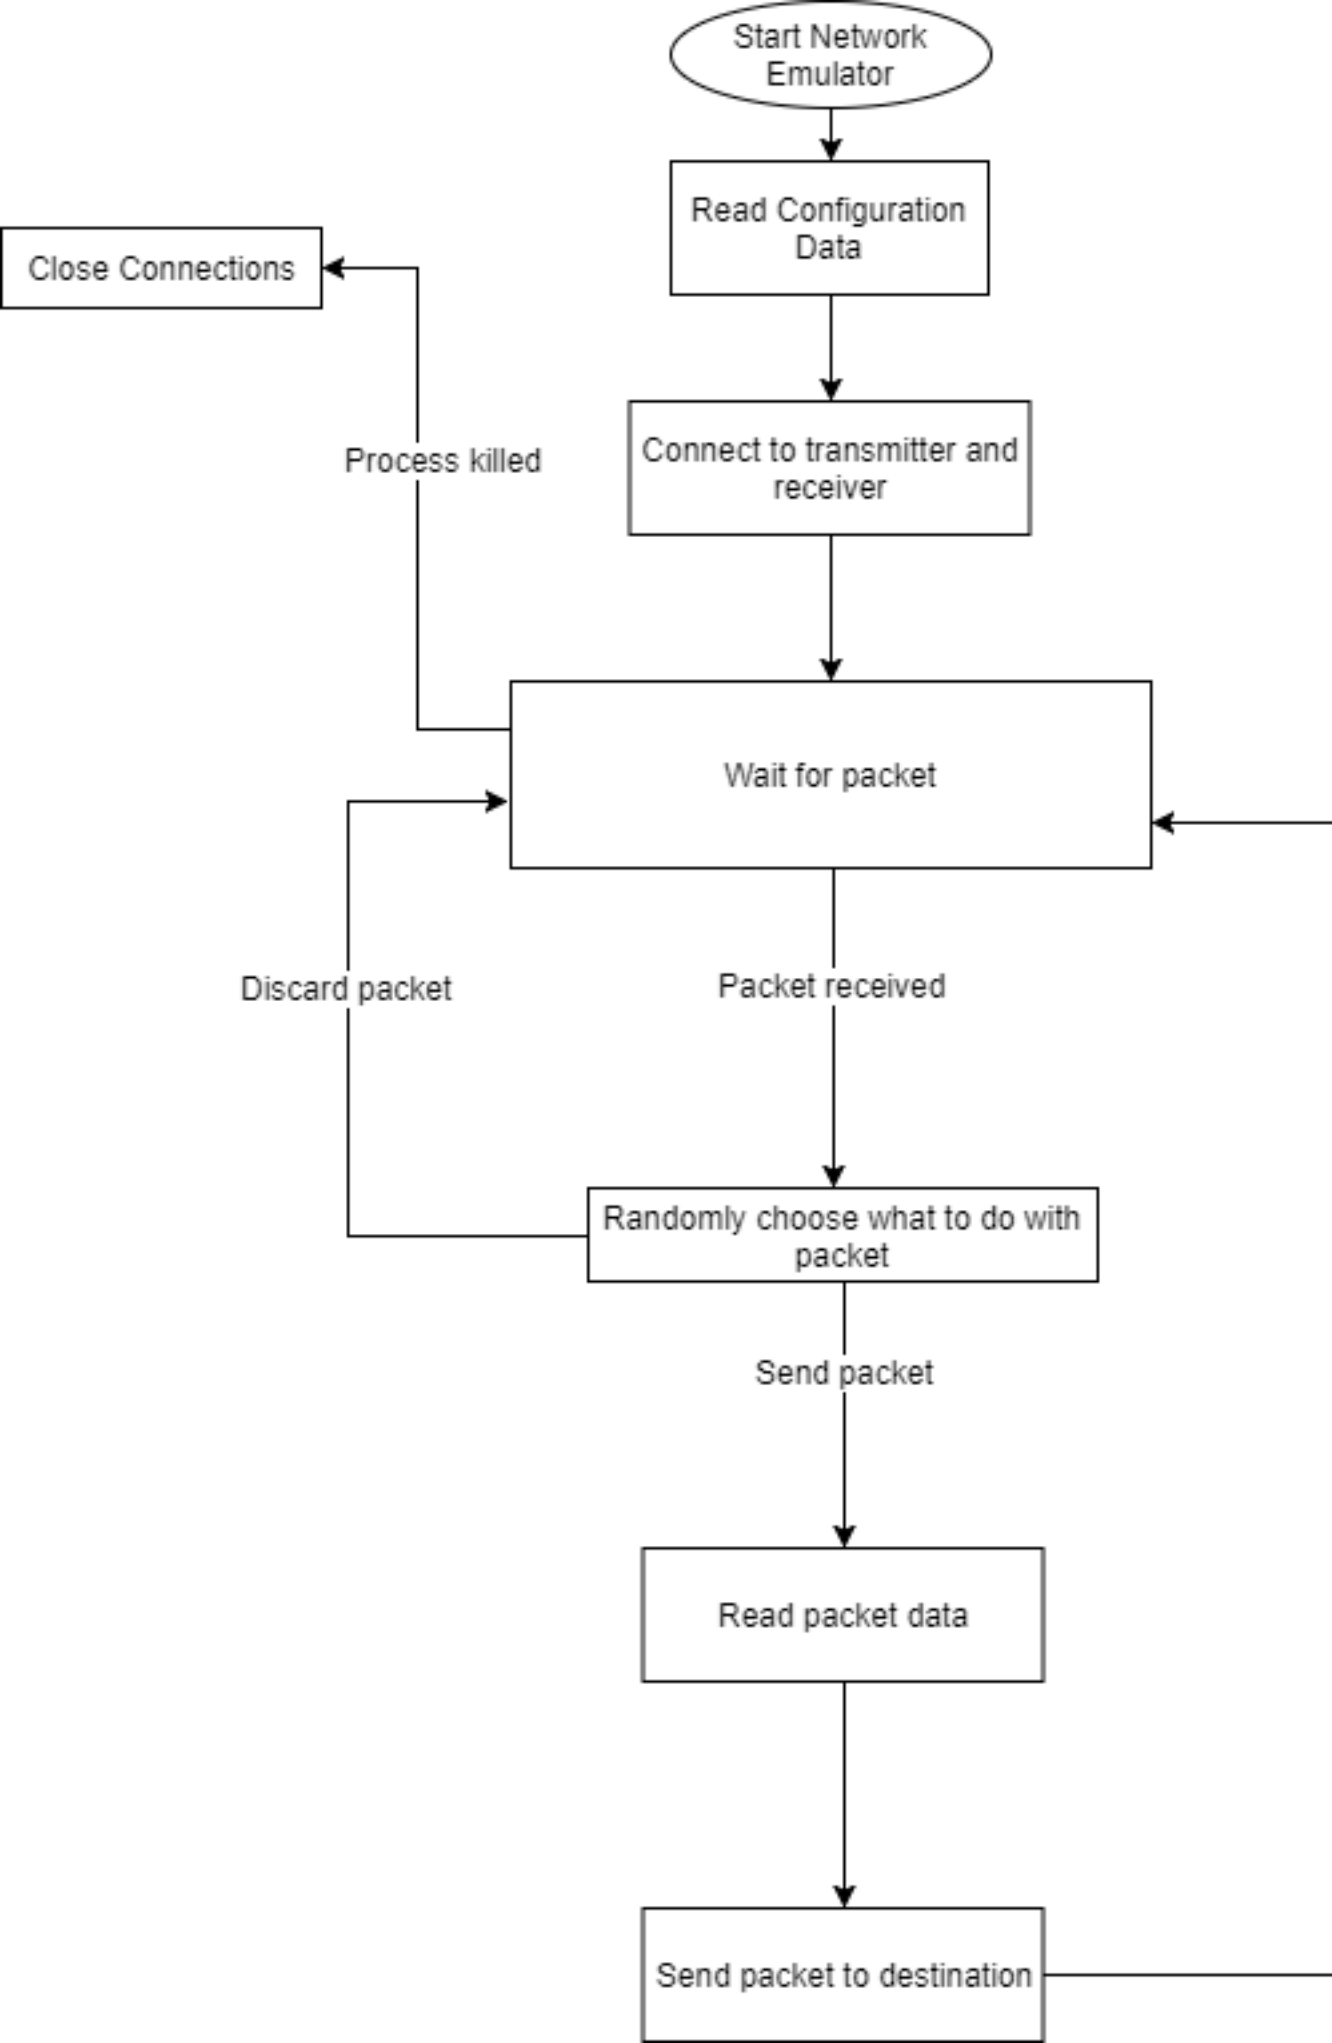 Start Network
Emulator
Read Configuration
Data
Close Connections
Connect to transmitter and
receiver
Process killed
Wait for packet
Discard packet
Packet received
Randomly choose what to do with
packet
Send packet
Read packet data
Send packet to destination